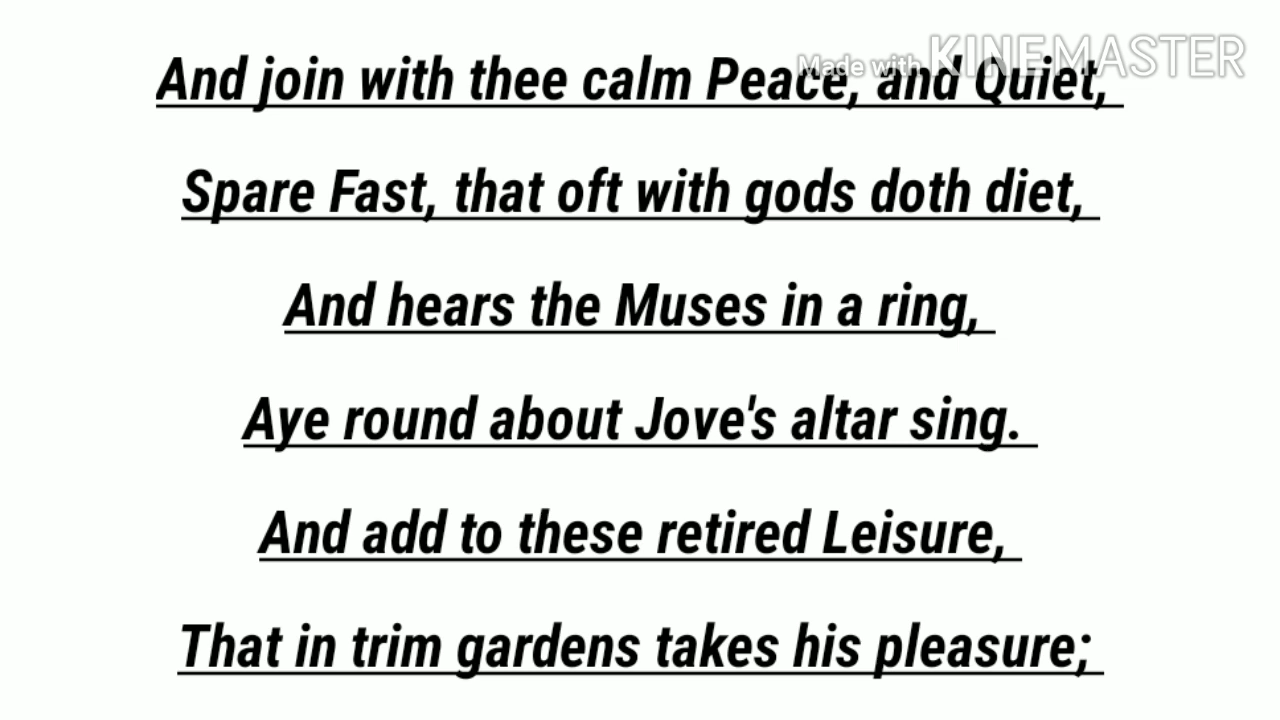 Made with KINEMASTER
And join with thee calm Peace, and Quiet,
Spare Fast, that oft with gods doth diet,
And hears the Muses in a ring,
Aye round about Jove's altar sing.
And add to these retired Leisure,
That in trim gardens takes his pleasure;